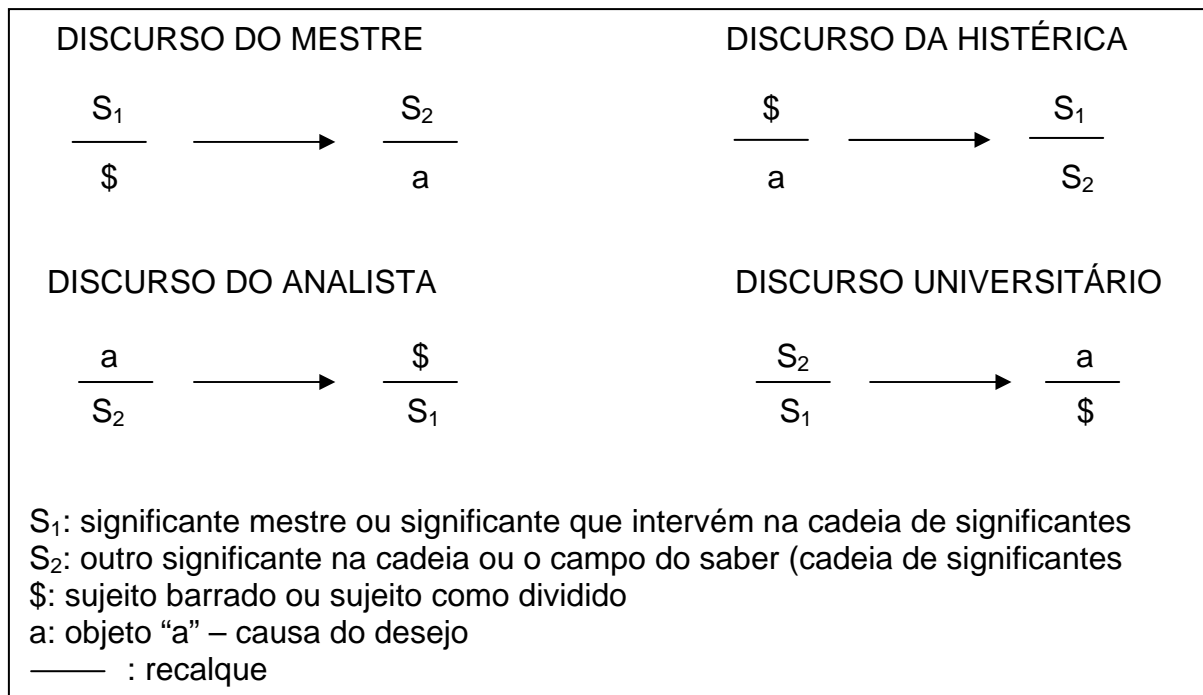 DISCURSO DO MESTRE DISCURSO DA HISTÉRICA
S₁ S₂ $ S₁
$ a a S₂
DISCURSO DO ANALISTA DISCURSO UNIVERSITÁRIO
a $ S₂ a
S₂ S₁ S₁ $
S₁: significante mestre ou significante que intervém na cadeia de significantes
S₂: outro significante na cadeia ou o campo do saber (cadeia de significantes
$: sujeito barrado ou sujeito como dividido
a: objeto “a” – causa do desejo
: recalque